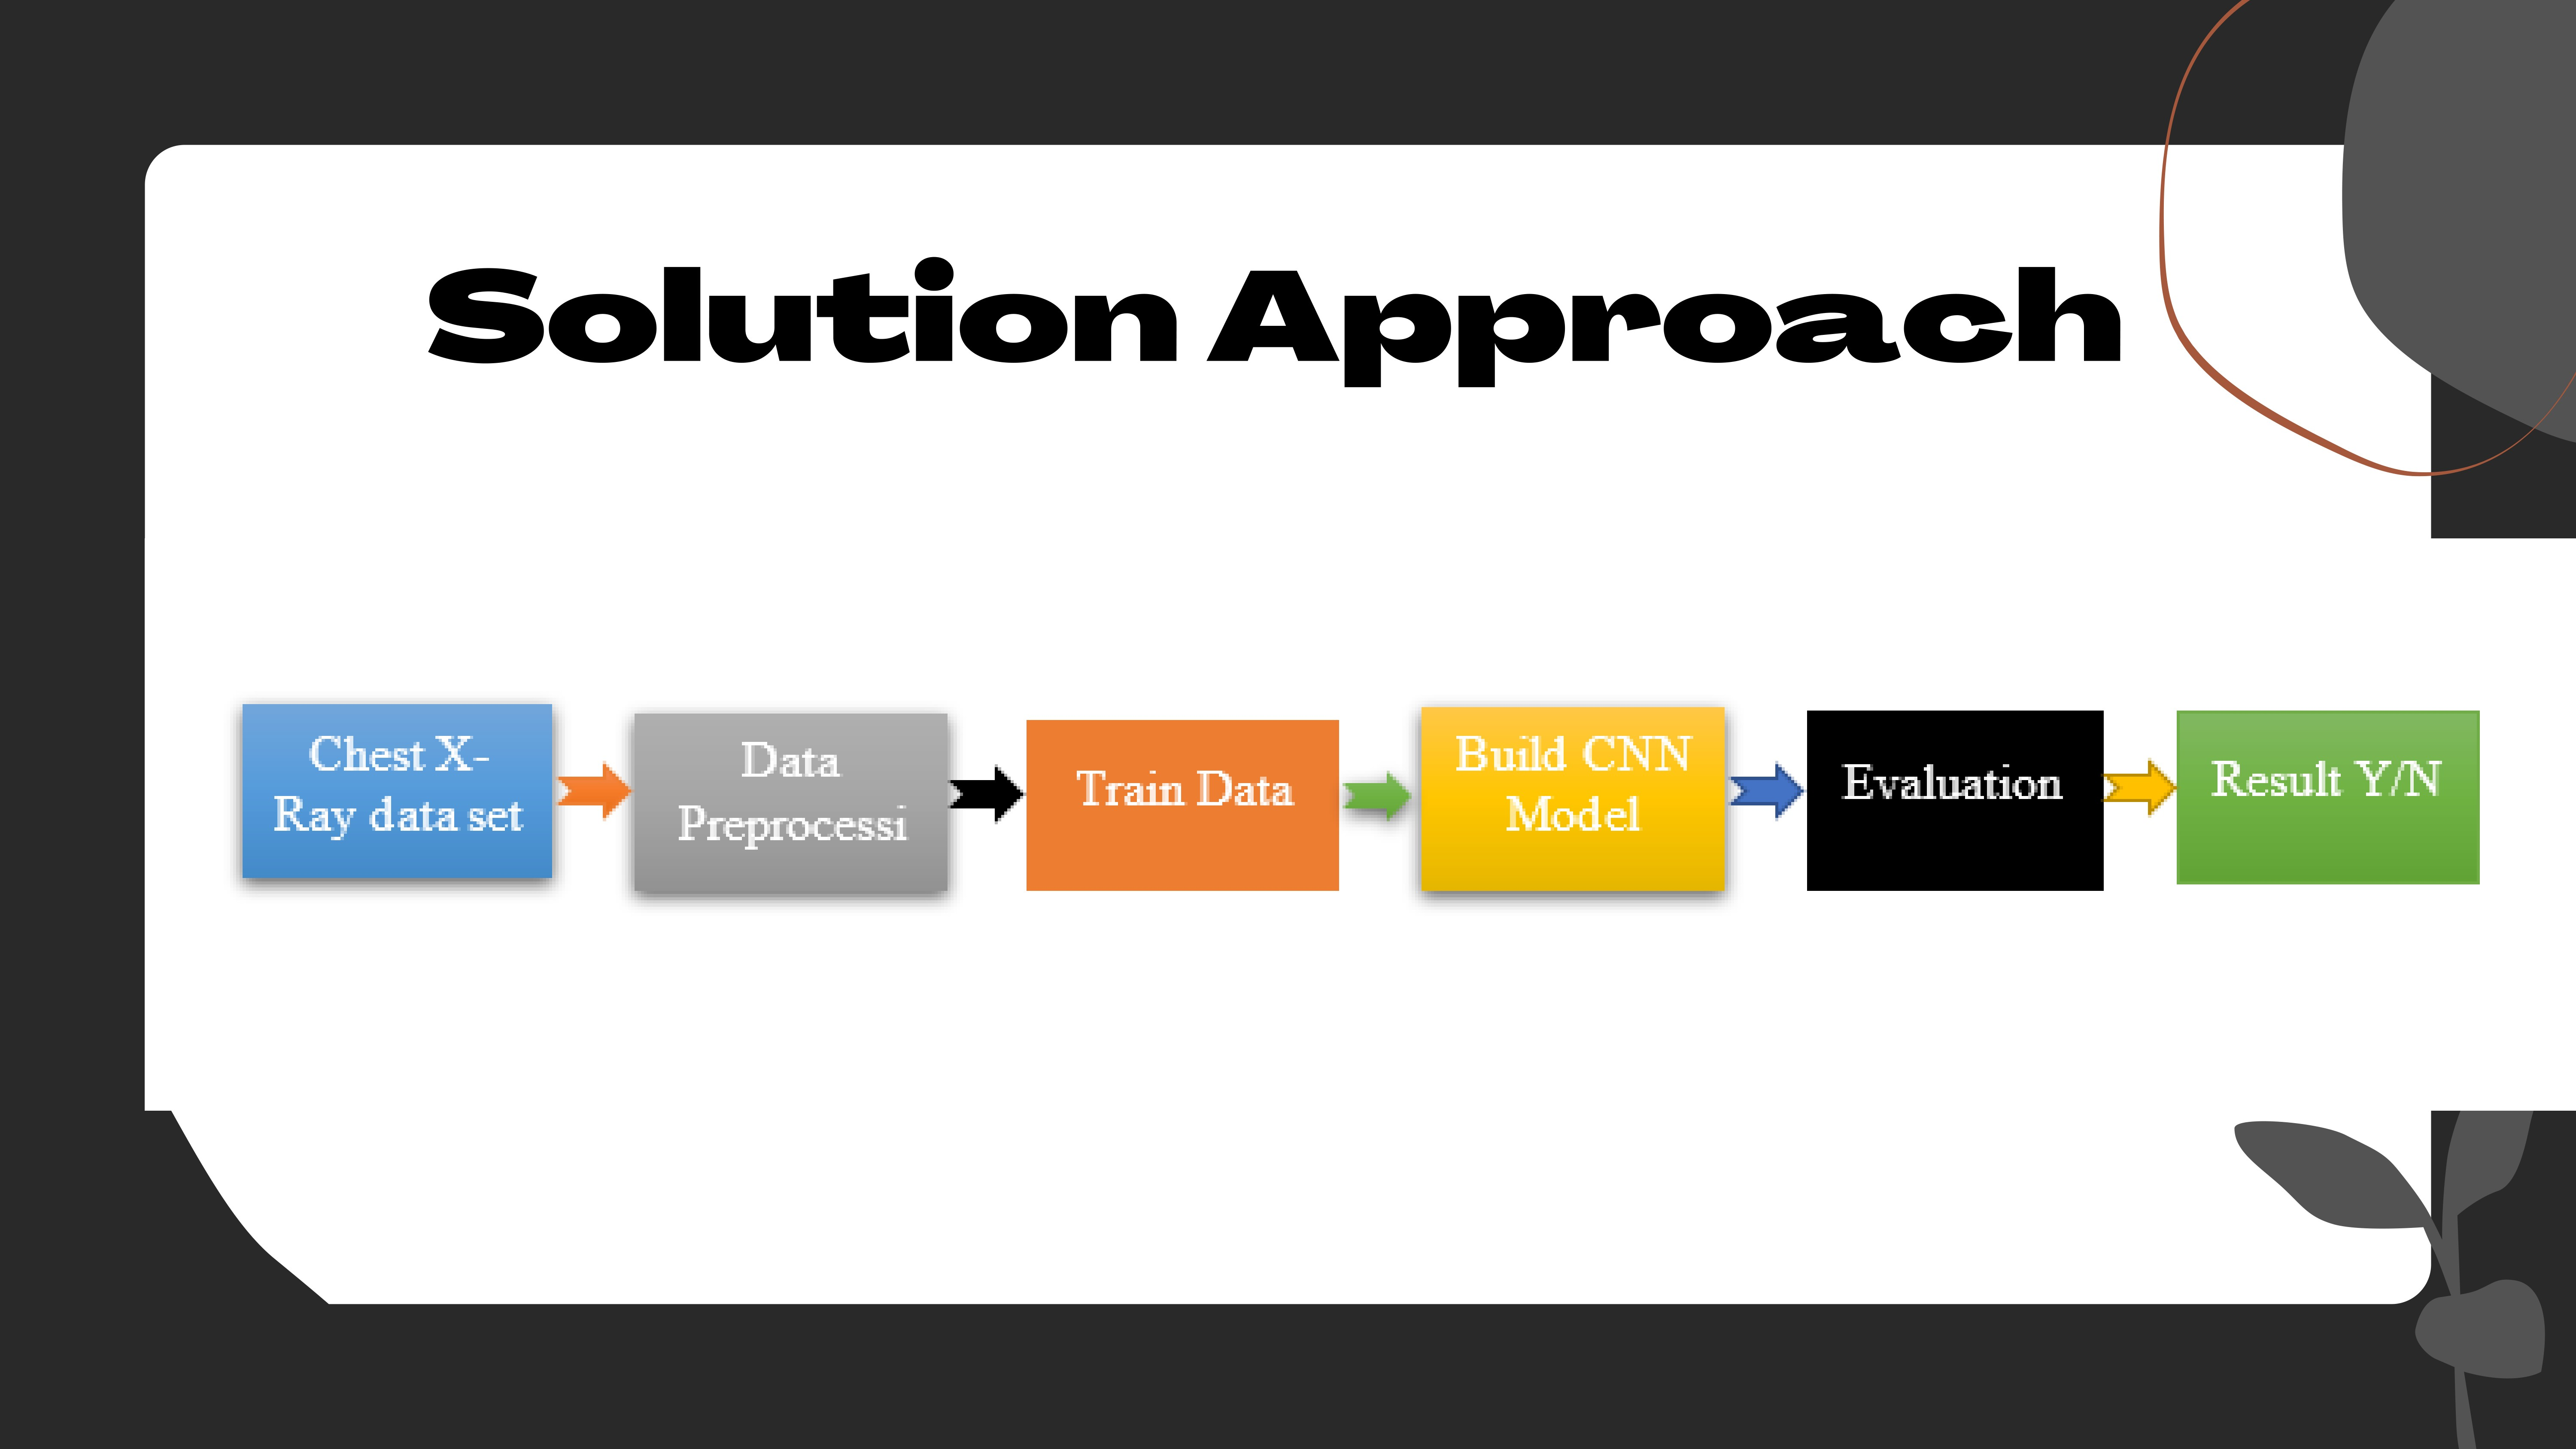 Solution Approach
Chest X-
Ray data set
Data
Preprocessi
Train Data
Build CNN
Model
Evaluation
Result Y/N